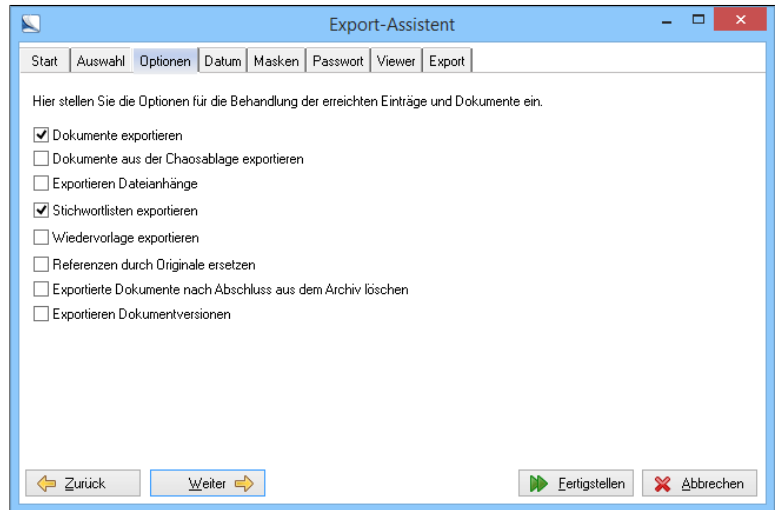 Export-Assistent
Start Auswahl Optionen Datum Masken Passwort Viewer Export
Hier stellen Sie die Optionen für die Behandlung der erreichten Einträge und Dokumente ein.
Dokumente exportieren
Dokumente aus der Chaosablage exportieren
Exportieren Dateianhänge
Stichwortlisten exportieren
Wiedervorlage exportieren
Referenzen durch Originale ersetzen
Exportierte Dokumente nach Abschluss aus dem Archiv löschen
Exportieren Dokumentversionen
Zurück Weiter Fertigstellen Abbrechen